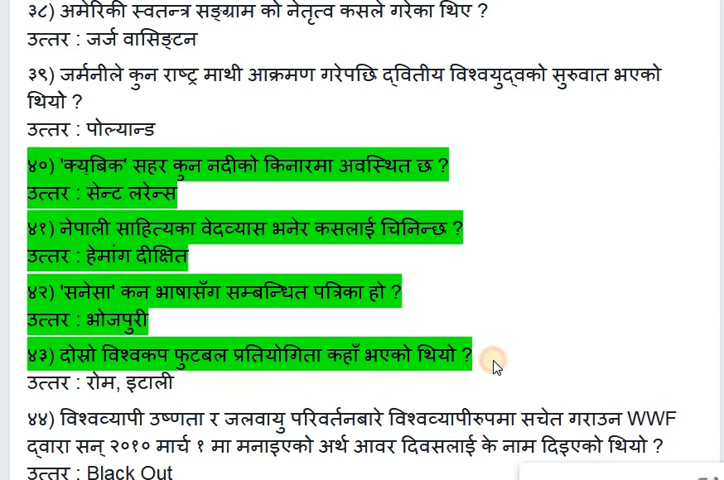 ३८) अमेरिकी स्वतन्त्र सङ्ग्राम को नेतृत्व कसले गरेका थिए ?
उत्तर : जर्ज वासिङ्टन
३९) जर्मनीले कुन राष्ट्र माथी आक्रमण गरेपछि द्वितीय विश्वयुद्वको सुरुवात भएको
थियो ?
उत्तर : पोल्यान्ड
४०) 'क्यूबिक' सहर कुन नदीको किनारमा अवस्थित छ ?
उत्तर : सेन्ट लरेन्स
४१) नेपाली साहित्यका वेदव्यास भनेर कसलाई चिनिन्छ ?
उत्तर : हेमांग दीक्षित
४२) 'सनेसा' कुन भाषासँग सम्बन्धित पत्रिका हो ?
उत्तर : भोजपुरी
४३) दोस्रो विश्वकप फुटबल प्रतियोगिता कहाँ भएको थियो ?
उत्तर : रोम, इटाली
४४) विश्वव्यापी उष्णता र जलवायु परिवर्तनबारे विश्वव्यापीरुपमा सचेत गराउन WWF
द्वारा सन् २०१० मार्च १ मा मनाइएको अर्थ आवर दिवसलाई के नाम दिइएको थियो ?
उत्तर : Black Out